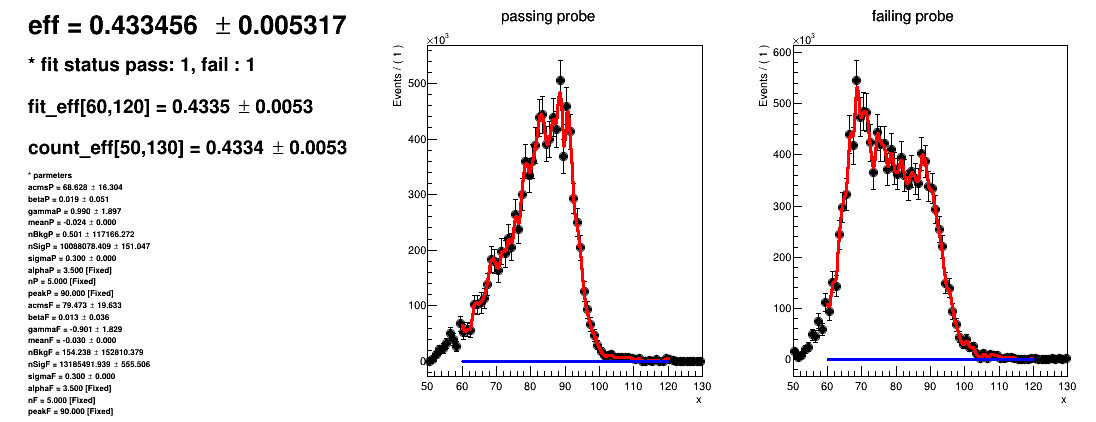 eff = 0.433456 ± 0.005317
* fit status pass: 1, fail : 1
fit_eff[60,120] = 0.4335 ± 0.0053
count_eff[50,130] = 0.4334 ± 0.0053
* parmeters
acmsP = 68.628 ± 16.304
betaP = 0.019 ± 0.051
gammaP = 0.990 ± 1.897
meanP = -0.024 ± 0.000
nBkgP = 0.501 ± 117166.272
nSigP = 10088078.409 ± 151.047
sigmaP = 0.300 ± 0.000
alphaP = 3.500 [Fixed]
nP = 5.000 [Fixed]
peakP = 90.000 [Fixed]
acmsF = 79.473 ± 19.633
betaF = 0.013 ± 0.036
gammaF = -0.901 ± 1.829
meanF = -0.030 ± 0.000
nBkgF = 154.238 ± 152810.379
nSigF = 13185491.939 ± 555.506
sigmaF = 0.300 ± 0.000
alphaF = 3.500 [Fixed]
nF = 5.000 [Fixed]
peakF = 90.000 [Fixed]
passing probe
×10³
Events / ( 1 )
500
400
300
200
100
0
50 60 70 80 90 100 110 120 130
x
failing probe
×10³
Events / ( 1 )
600
500
400
300
200
100
0
50 60 70 80 90 100 110 120 130
x